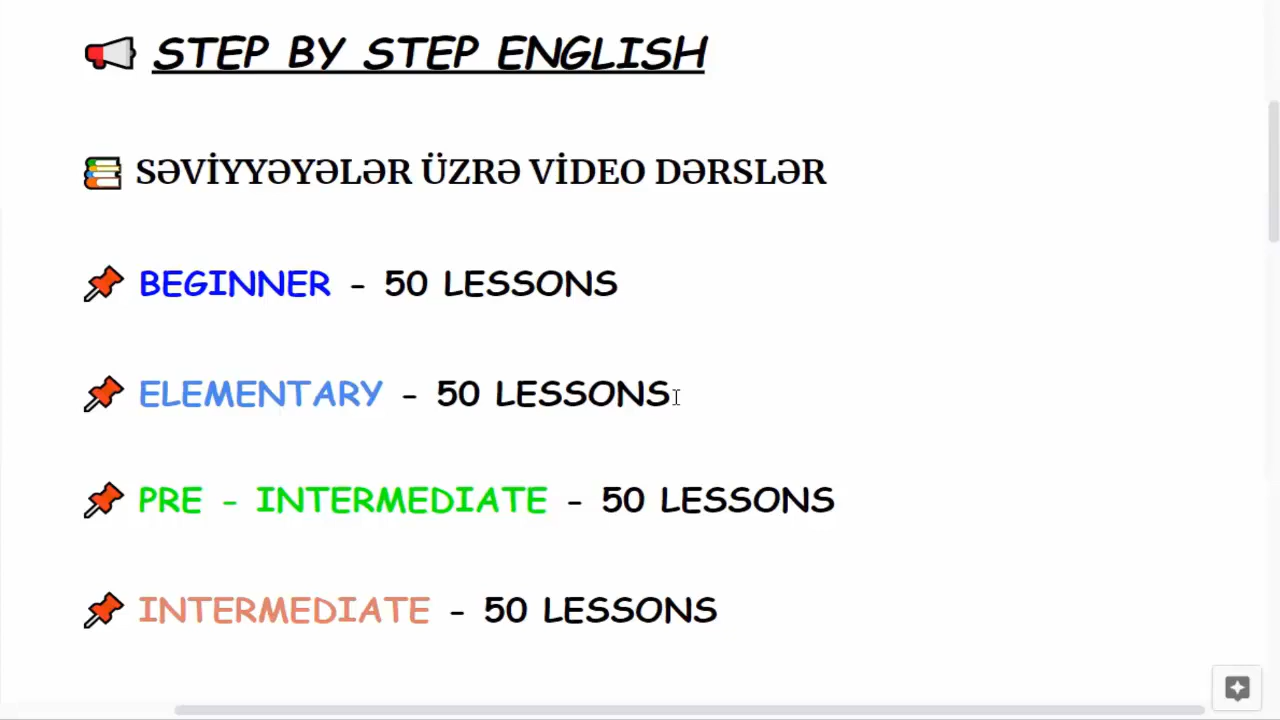 STEP BY STEP ENGLISH
SƏVİYYƏYƏLƏR ÜZRƏ VİDEO DƏRSLƏR
BEGINNER - 50 LESSONS
ELEMENTARY - 50 LESSONS
PRE - INTERMEDIATE - 50 LESSONS
INTERMEDIATE - 50 LESSONS